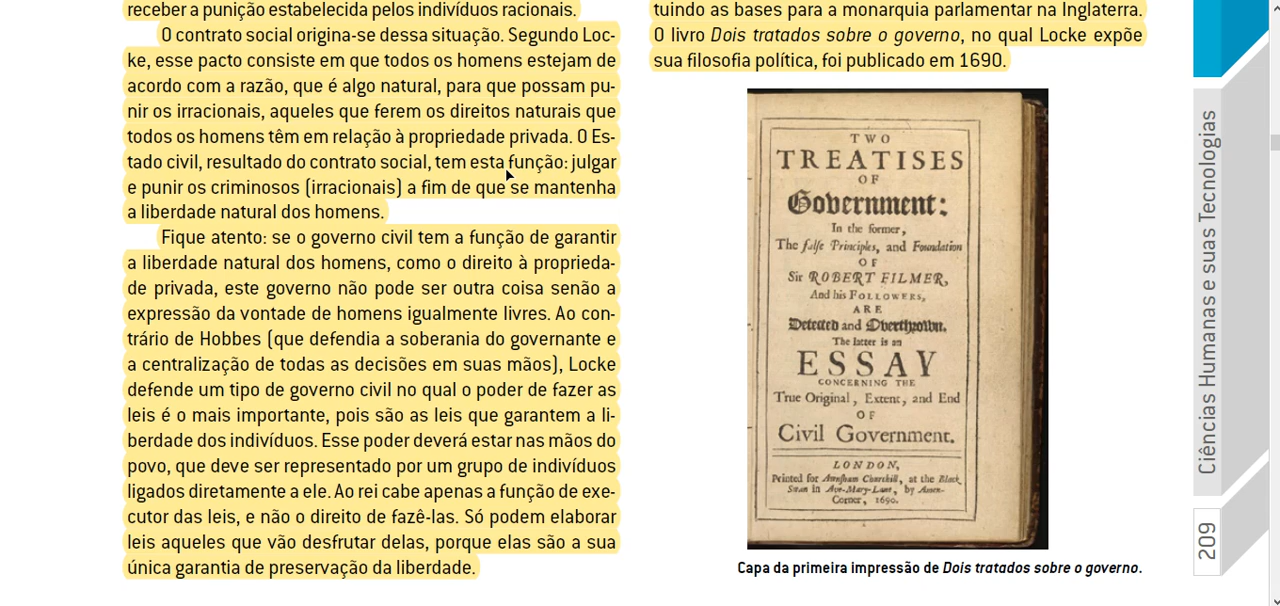 receber a punição estabelecida pelos indivíduos racionais.
O contrato social origina-se dessa situação. Segundo Loc-
ke, esse pacto consiste em que todos os homens estejam de
acordo com a razão, que é algo natural, para que possam pu-
nir os irracionais, aqueles que ferem os direitos naturais que
todos os homens têm em relação à propriedade privada. O Es-
tado civil, resultado do contrato social, tem esta função: julgar
e punir os criminosos (irracionais) a fim de que se mantenha
a liberdade natural dos homens.
Fique atento: se o governo civil tem a função de garantir
a liberdade natural dos homens, como o direito à proprieda-
de privada, este governo não pode ser outra coisa senão a
expressão da vontade de homens igualmente livres. Ao con-
trário de Hobbes (que defendia a soberania do governante e
a centralização de todas as decisões em suas mãos), Locke
defende um tipo de governo civil no qual o poder de fazer as
leis é o mais importante, pois são as leis que garantem a li-
berdade dos indivíduos. Esse poder deverá estar nas mãos do
povo, que deve ser representado por um grupo de indivíduos
ligados diretamente a ele. Ao rei cabe apenas a função de exe-
cutor das leis, e não o direito de fazê-las. Só podem elaborar
leis aqueles que vão desfrutar delas, porque elas são a sua
única garantia de preservação da liberdade.
tuindo as bases para a monarquia parlamentar na Inglaterra.
O livro Dois tratados sobre o governo, no qual Locke expõe
sua filosofia política, foi publicado em 1690.
TWO
TREATISES
OF
Government:
In the former,
The false Principles, and Foundation
OF
Sir ROBERT FILMER,
And his FOLLOWERS,
ARE
Detected and Overthrown.
The latter is an
ESSAY
CONCERNING THE
True Original, Extent, and End
OF
Civil Government.
LONDON,
Printed for Awnsham Churchill, at the Black
Swan in Ave-Mary-Lane, by Amen-
Corner, 1690.
Capa da primeira impressão de Dois tratados sobre o governo.
Ciências Humanas e suas Tecnologias
209